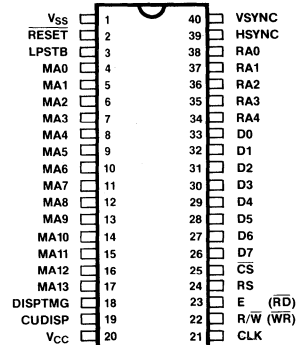 VSS 1 40 VSYNC
RESET 2 39 HSYNC
LPSTB 3 38 RA0
MA0 4 37 RA1
MA1 5 36 RA2
MA2 6 35 RA3
MA3 7 34 RA4
MA4 8 33 D0
MA5 9 32 D1
MA6 10 31 D2
MA7 11 30 D3
MA8 12 29 D4
MA9 13 28 D5
MA10 14 27 D6
MA11 15 26 D7
MA12 16 25 CS
MA13 17 24 RS
DISPTMG 18 23 E (RD)
CUDISP 19 22 R/W (WR)
VCC 20 21 CLK